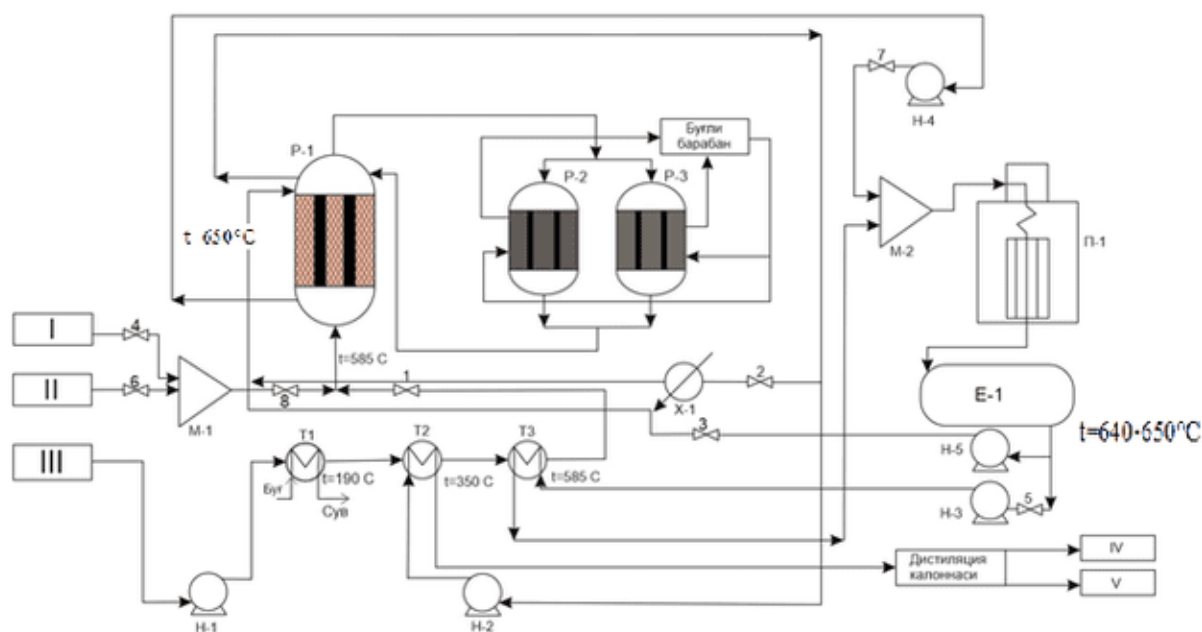 7
Н-4
Р-1
Буғли
барабан
Р-2
Р-3
t=650°C
М-2
П-1
I
4
t=585 C
II
6
8
1
2
Х-1
E-1
М-1
3
t=640-650°C
III
Т1
Т2
Т3
Н-5
t=190 C
t=350 C
t=585 C
Буғ
Сув
Н-3
5
Дистиляция
калоннаси
IV
V
Н-1
Н-2